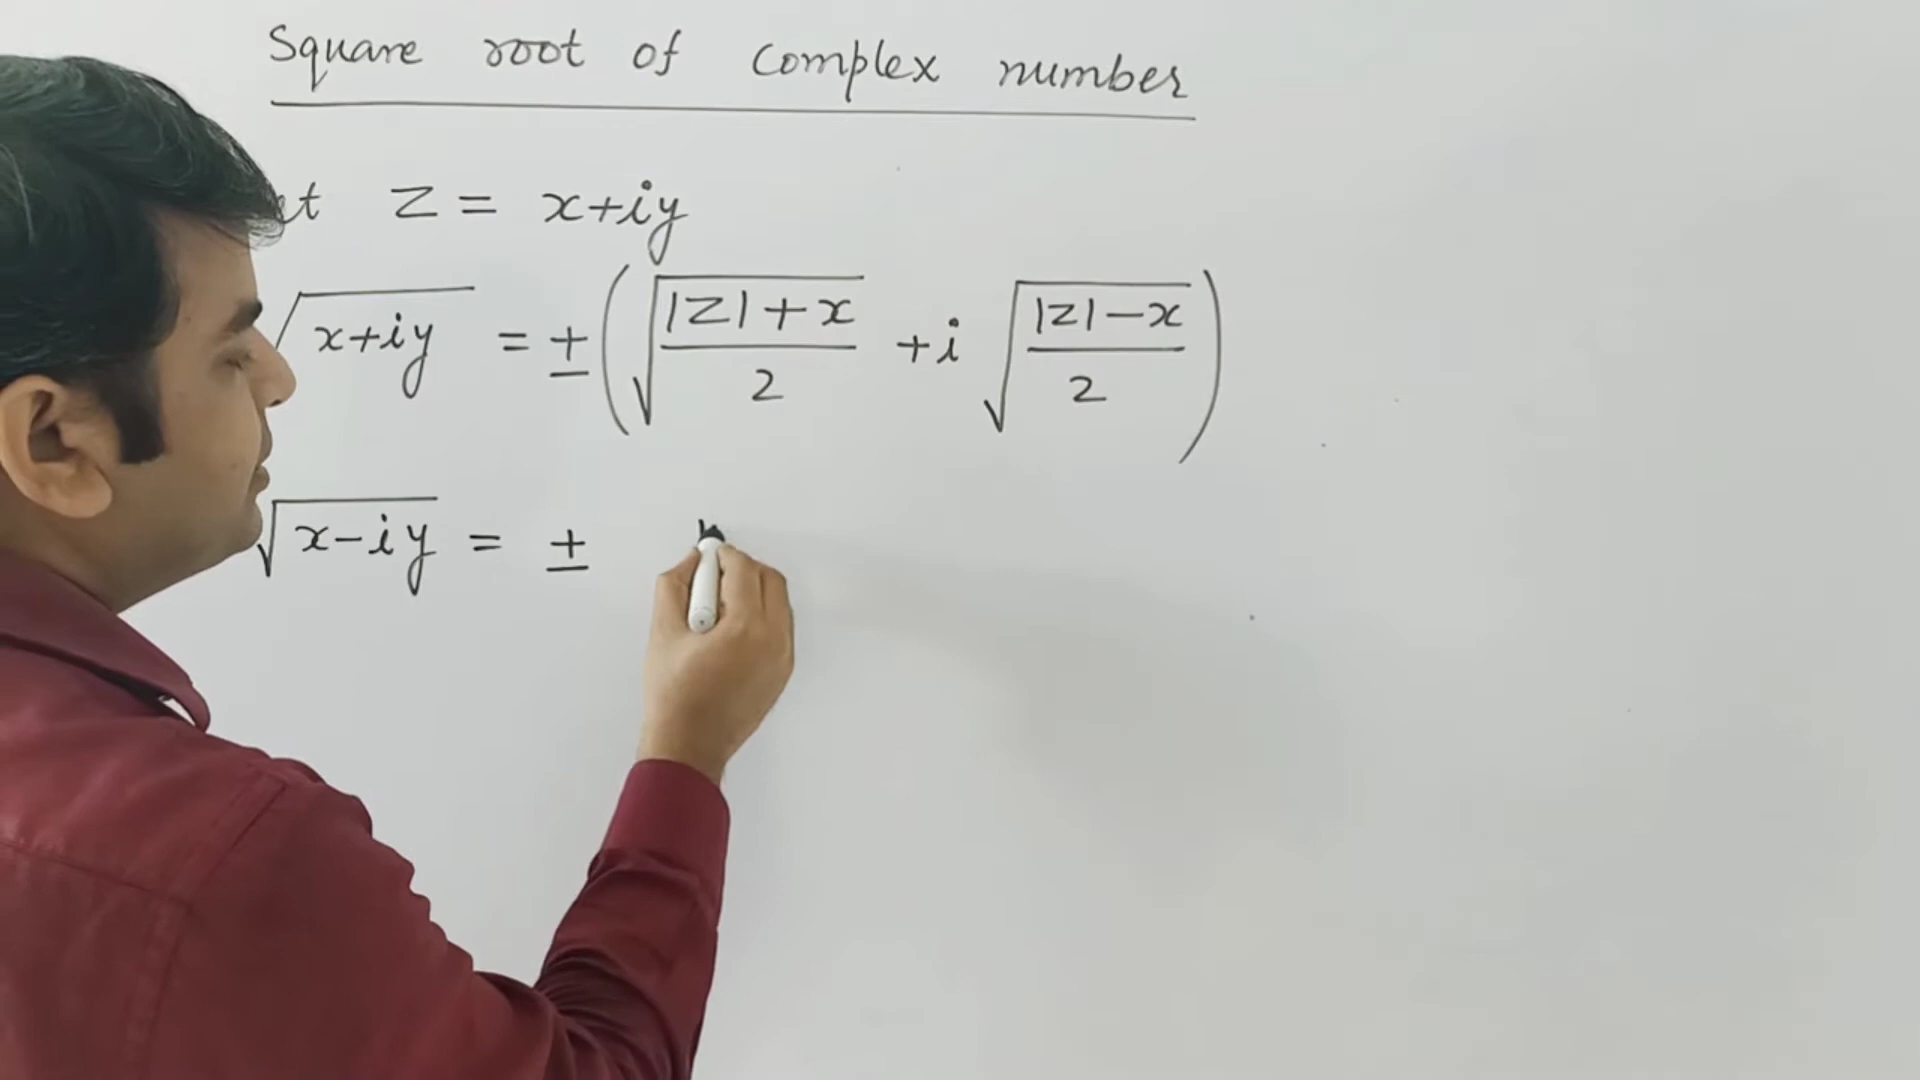 Square root of complex number
z = x+iy
√(x+iy) = ±(√((|z|+x)/2) + i √((|z|-x)/2))
√(x-iy) = ±